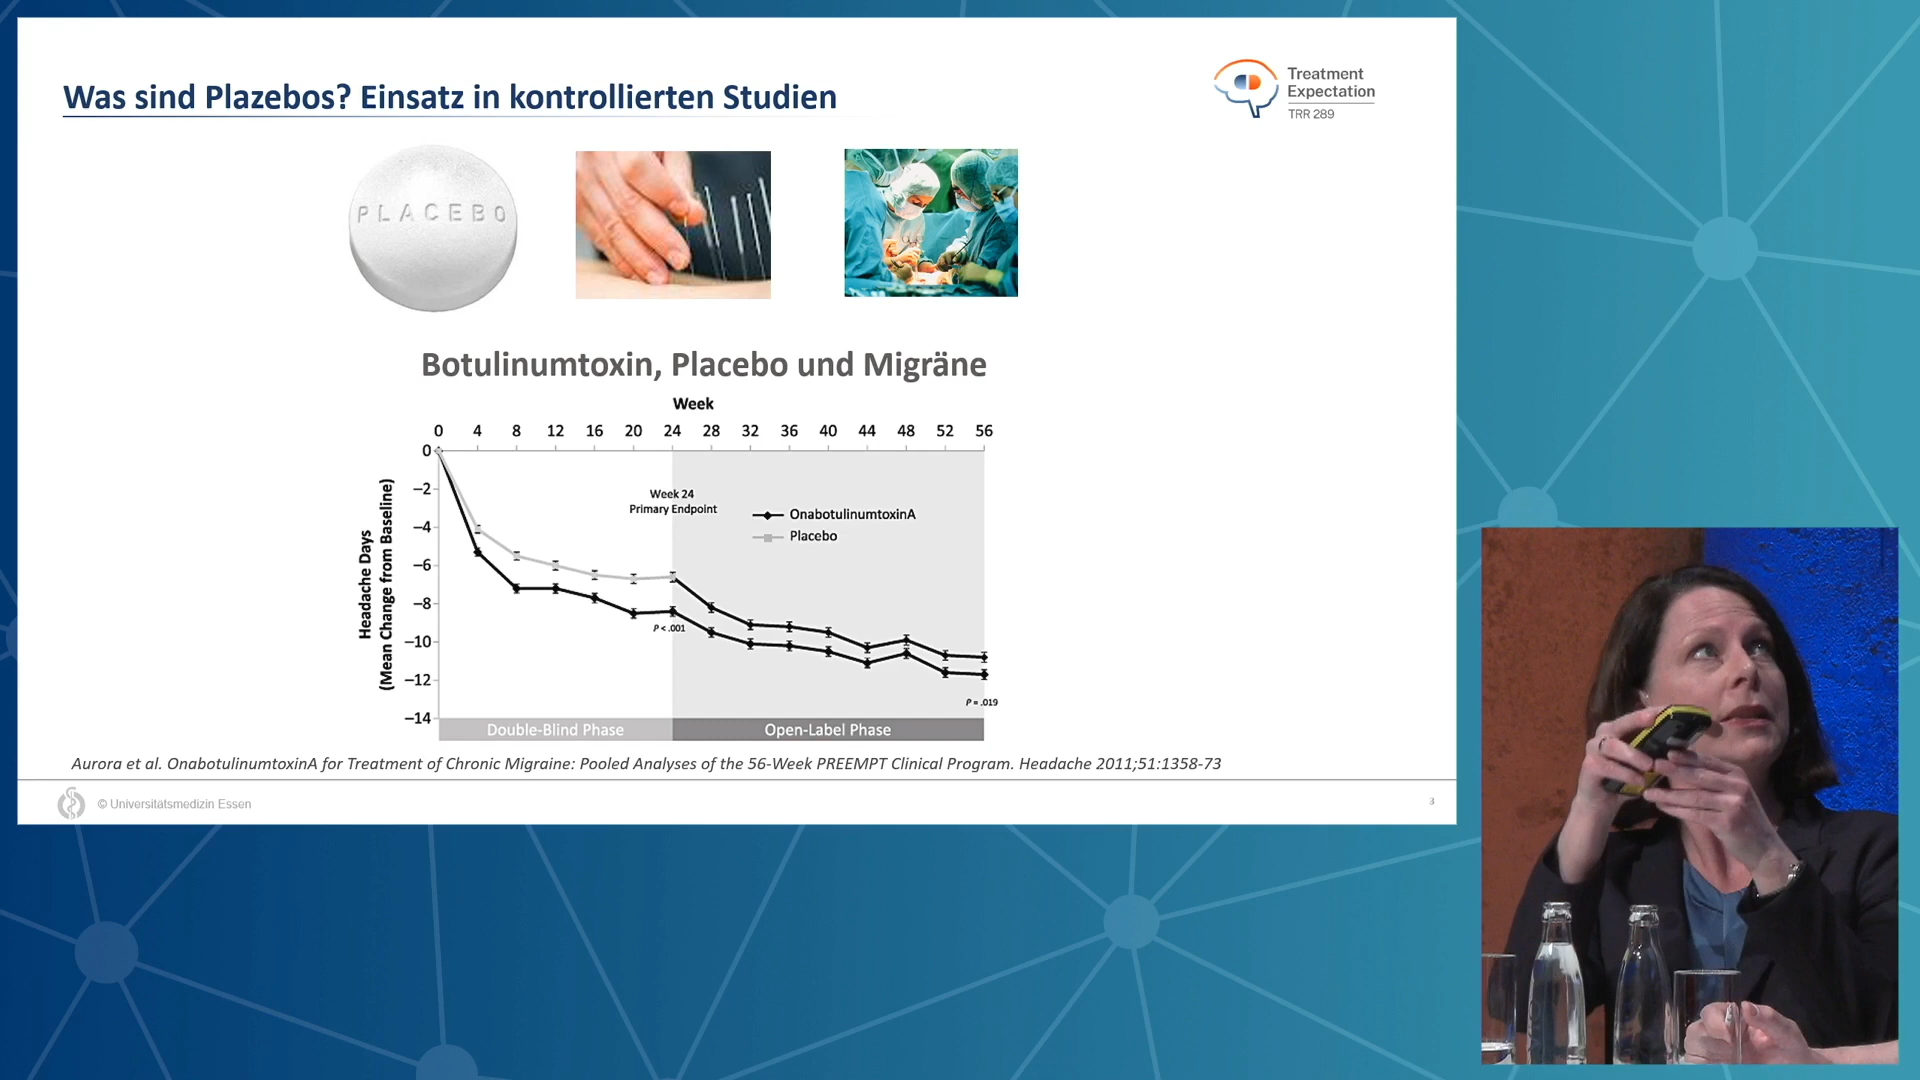 Was sind Plazebos? Einsatz in kontrollierten Studien
Treatment
Expectation
TRR 289
PLACEBO
Botulinumtoxin, Placebo und Migräne
Week
0 4 8 12 16 20 24 28 32 36 40 44 48 52 56
0
–2
–4
–6
–8
–10
–12
–14
Headache Days
(Mean Change from Baseline)
Week 24
Primary Endpoint
OnabotulinumtoxinA
Placebo
P < .001
P = .019
Double-Blind Phase
Open-Label Phase
Aurora et al. OnabotulinumtoxinA for Treatment of Chronic Migraine: Pooled Analyses of the 56-Week PREEMPT Clinical Program. Headache 2011;51:1358-73
© Universitätsmedizin Essen
3